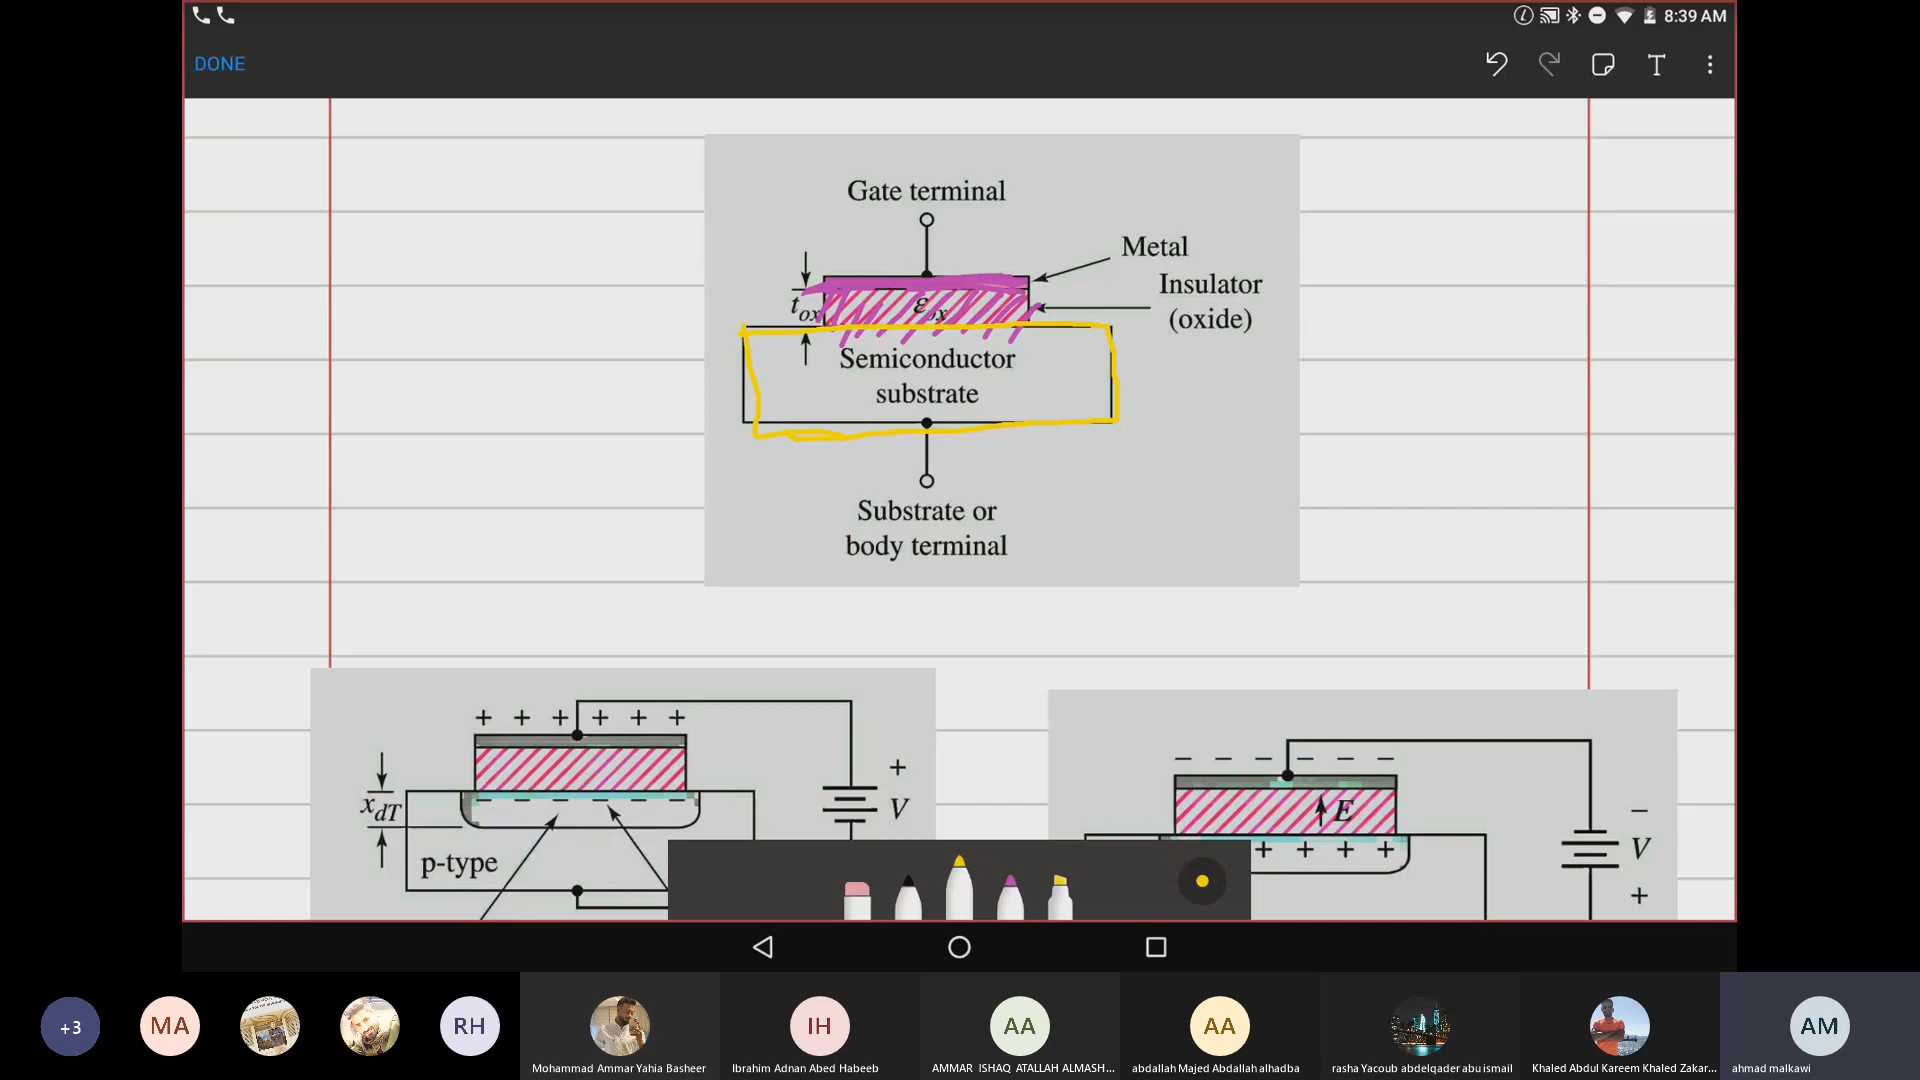 8:39 AM
DONE
Gate terminal
Metal
Insulator
(oxide)
tox
εox
Semiconductor
substrate
Substrate or
body terminal
+ + + + + +
+
V
xdT
− − − − − −
p-type
− − − − − −
E
−
V
+ + + +
+
+3
MA
RH
IH
AA
AA
AM
Mohammad Ammar Yahia Basheer
Ibrahim Adnan Abed Habeeb
AMMAR ISHAQ ATALLAH ALMASH...
abdallah Majed Abdallah alhadba
rasha Yacoub abdelqader abu ismail
Khaled Abdul Kareem Khaled Zakar...
ahmad malkawi